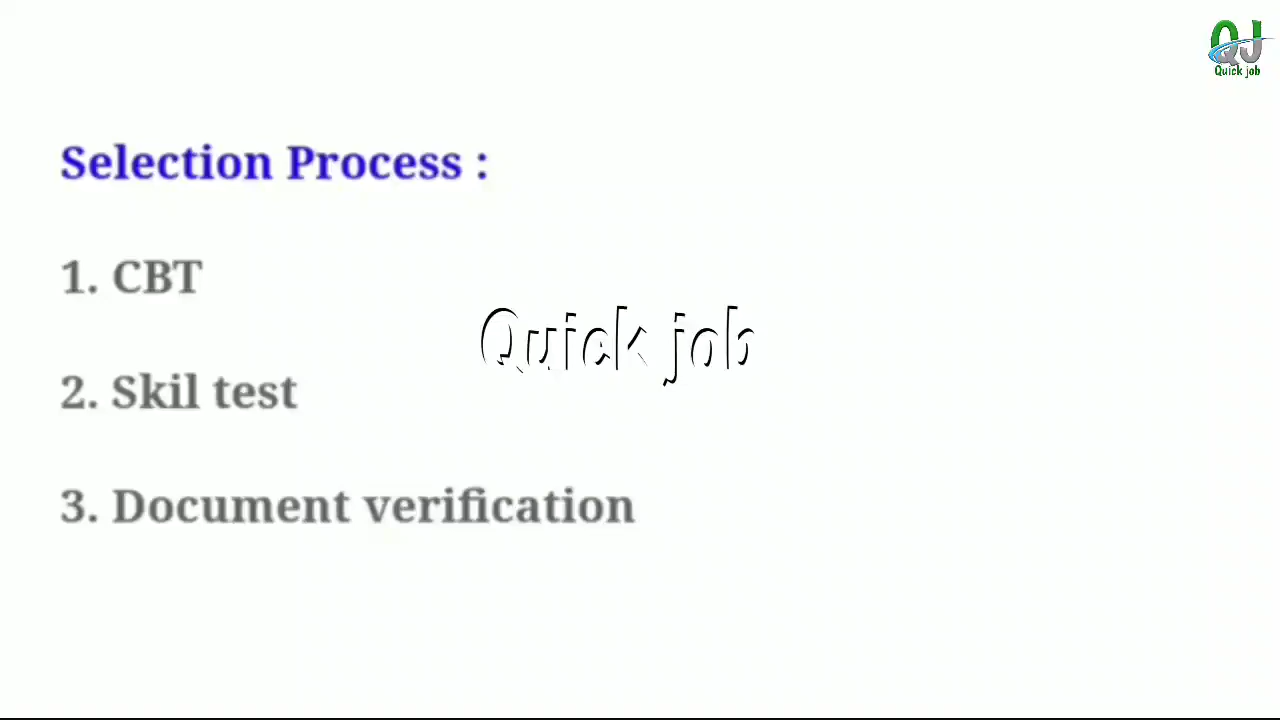 QJ
Quick job
Selection Process :
1. CBT
Quick job
2. Skil test
3. Document verification